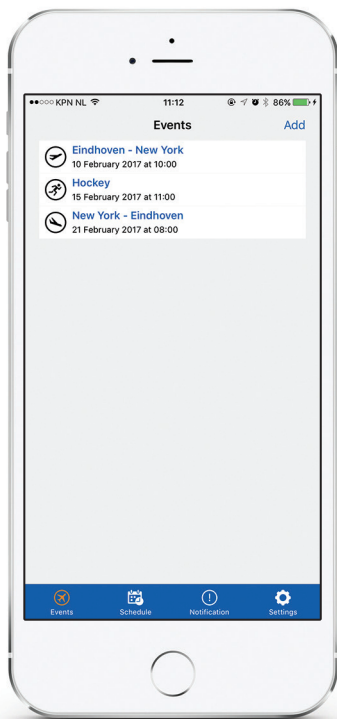 KPN NL 11:12 86%
Events Add
Eindhoven - New York
10 February 2017 at 10:00
Hockey
15 February 2017 at 11:00
New York - Eindhoven
21 February 2017 at 08:00
Events Schedule Notification Settings